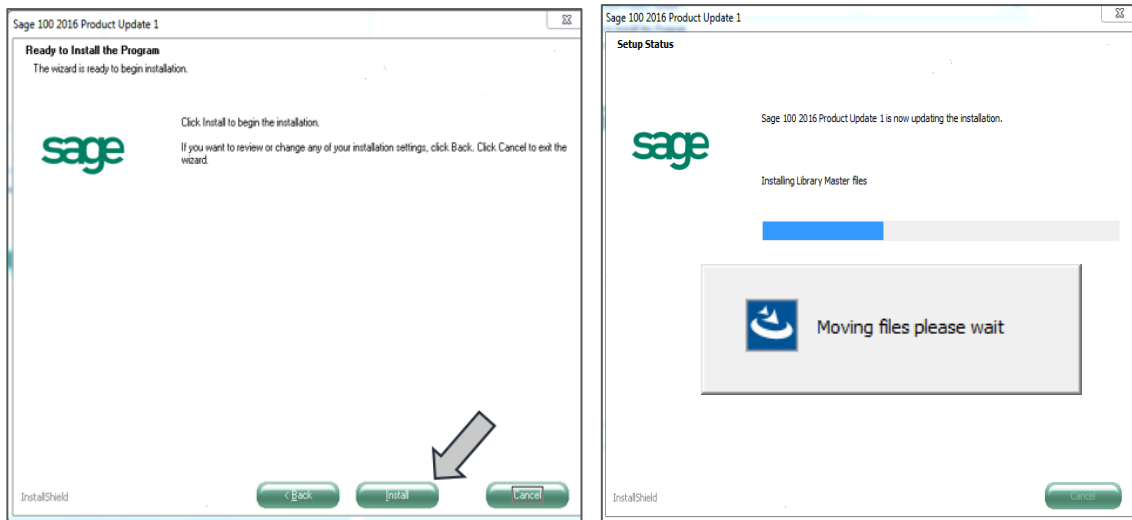 Sage 100 2016 Product Update 1
Ready to Install the Program
The wizard is ready to begin installation.
Click Install to begin the installation.
sage
If you want to review or change any of your installation settings, click Back. Click Cancel to exit the
wizard.
InstallShield
< Back
Install
Cancel
Sage 100 2016 Product Update 1
Setup Status
Sage 100 2016 Product Update 1 is now updating the installation.
sage
Installing Library Master files
Moving files please wait
InstallShield
Cancel